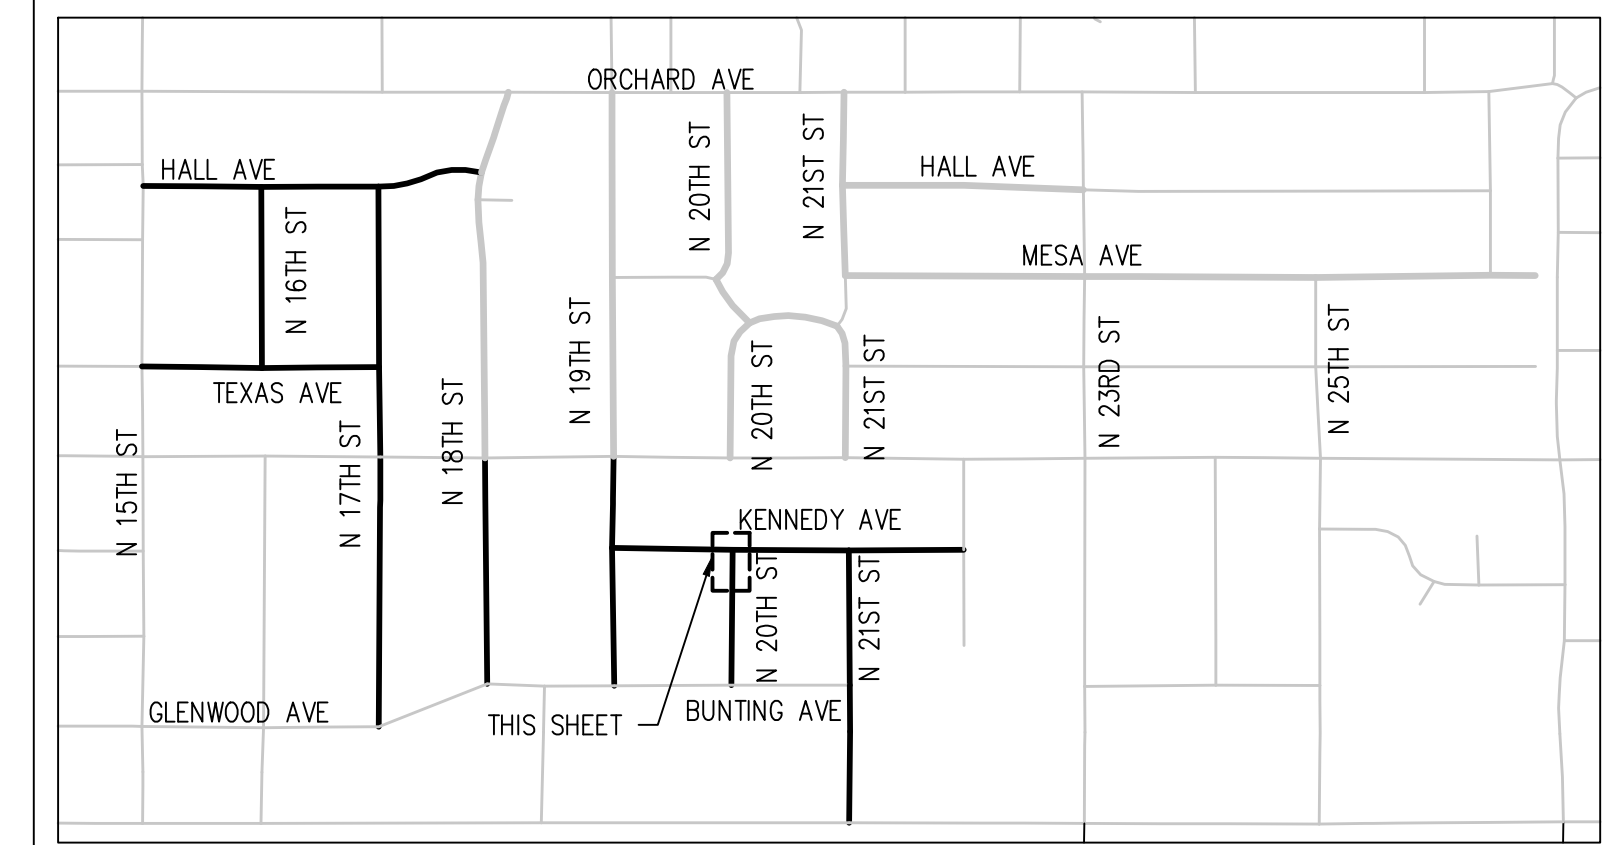 ORCHARD AVE
HALL AVE
N 16TH ST
N 20TH ST
N 21ST ST
HALL AVE
MESA AVE
TEXAS AVE
N 15TH ST
N 17TH ST
N 18TH ST
N 19TH ST
N 20TH ST
N 21ST ST
N 23RD ST
N 25TH ST
KENNEDY AVE
N 20TH ST
N 21ST ST
GLENWOOD AVE
THIS SHEET
BUNTING AVE